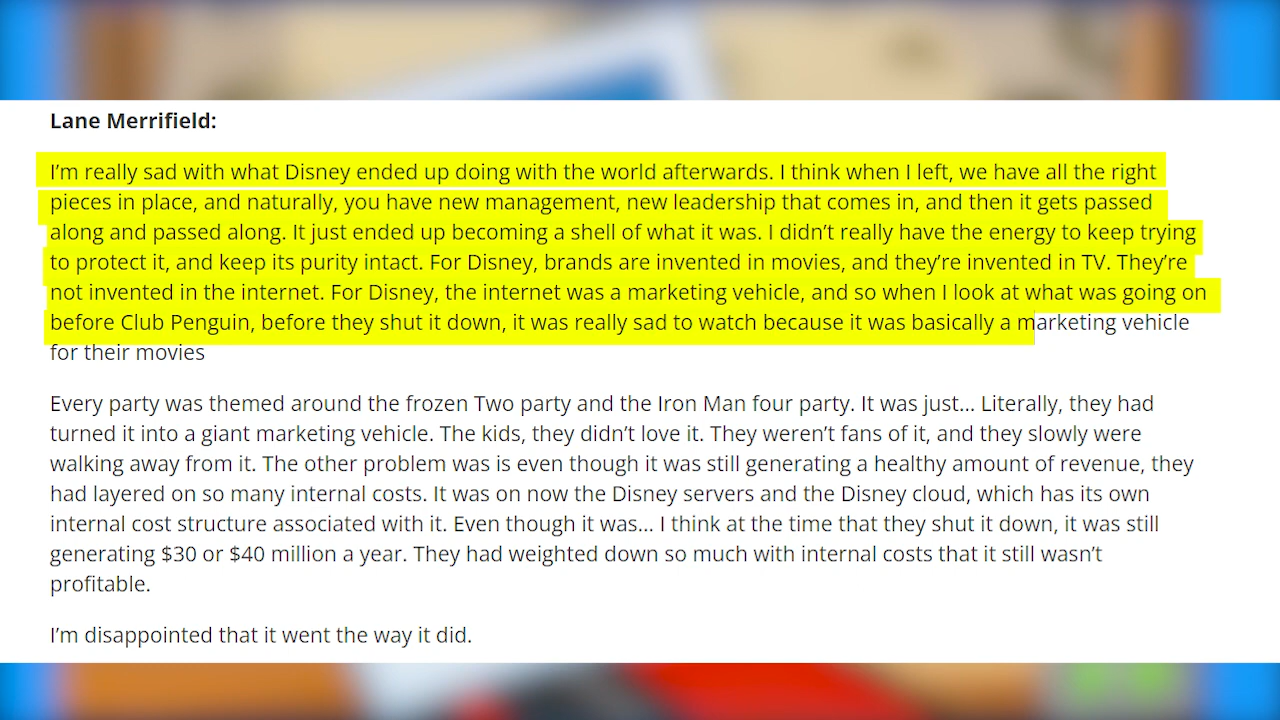 Lane Merrifield:
I’m really sad with what Disney ended up doing with the world afterwards. I think when I left, we have all the right
pieces in place, and naturally, you have new management, new leadership that comes in, and then it gets passed
along and passed along. It just ended up becoming a shell of what it was. I didn’t really have the energy to keep trying
to protect it, and keep its purity intact. For Disney, brands are invented in movies, and they’re invented in TV. They’re
not invented in the internet. For Disney, the internet was a marketing vehicle, and so when I look at what was going on
before Club Penguin, before they shut it down, it was really sad to watch because it was basically a marketing vehicle
for their movies
Every party was themed around the frozen Two party and the Iron Man four party. It was just… Literally, they had
turned it into a giant marketing vehicle. The kids, they didn’t love it. They weren’t fans of it, and they slowly were
walking away from it. The other problem was is even though it was still generating a healthy amount of revenue, they
had layered on so many internal costs. It was on now the Disney servers and the Disney cloud, which has its own
internal cost structure associated with it. Even though it was… I think at the time that they shut it down, it was still
generating $30 or $40 million a year. They had weighted down so much with internal costs that it still wasn’t
profitable.
I’m disappointed that it went the way it did.